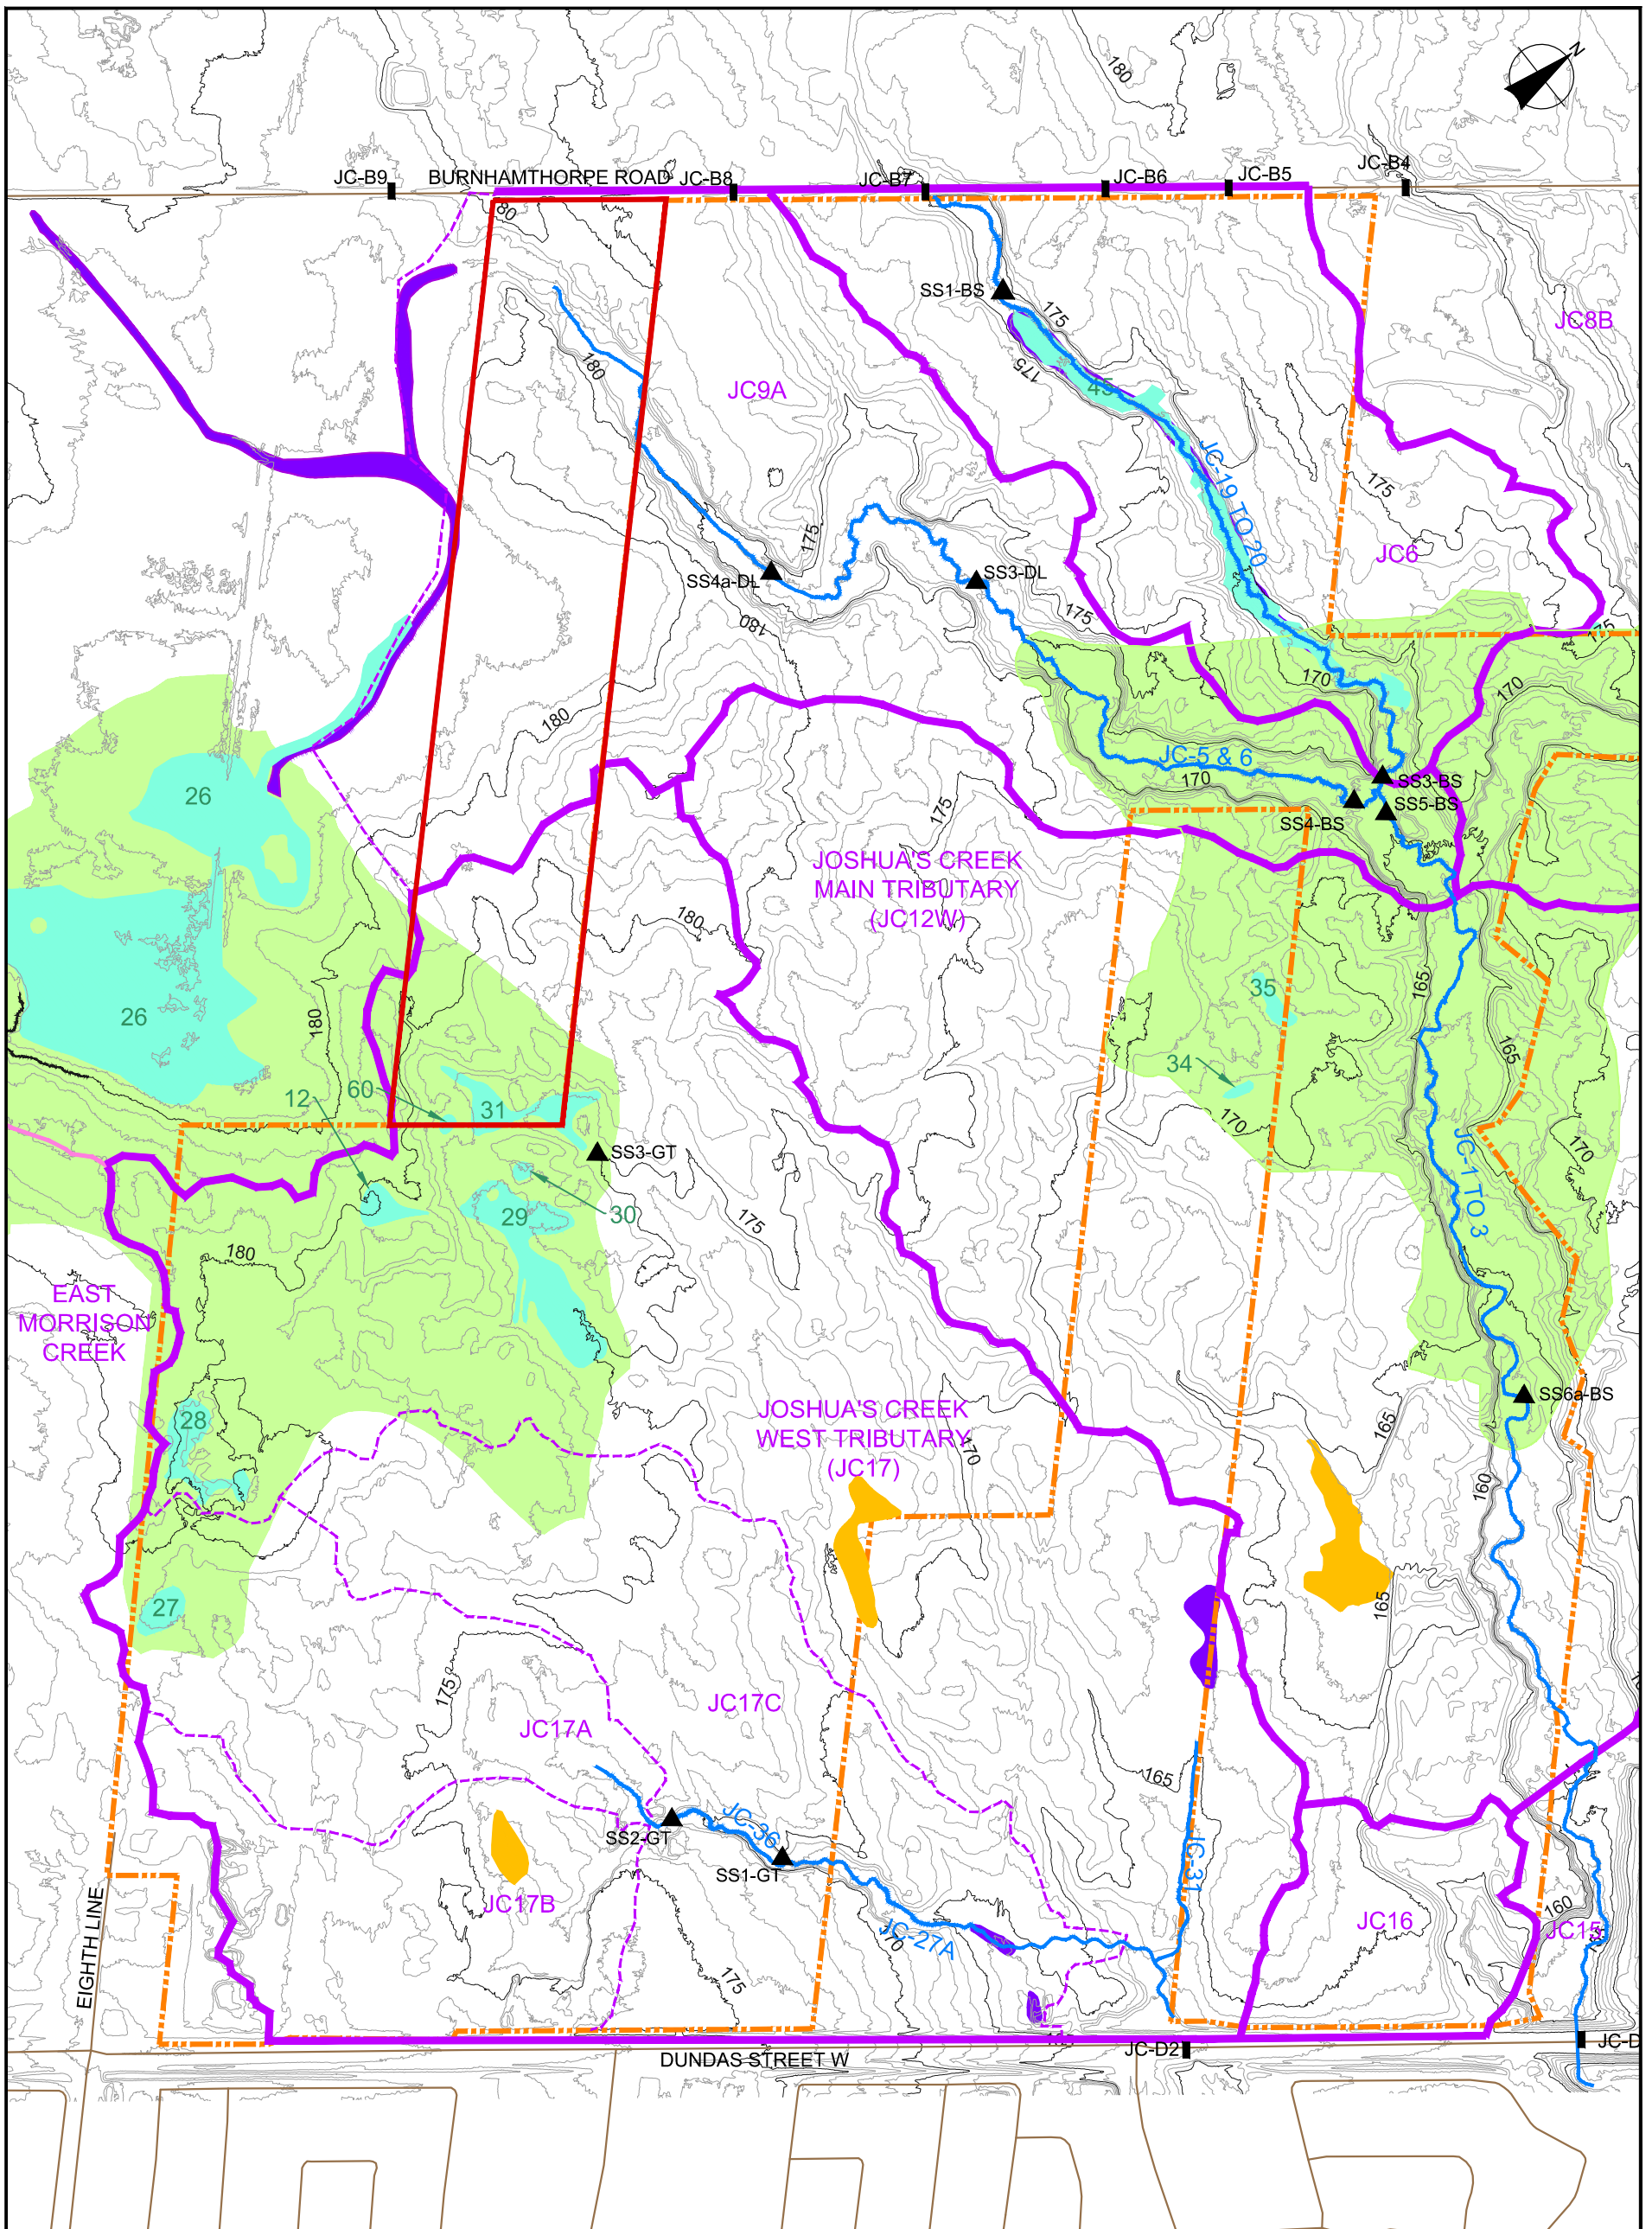 N
180
JC-B4
JC-B9
BURNHAMTHORPE ROAD
JC-B8
JC-B7
JC-B6
JC-B5
80
SS1-BS
175
JC8B
180
175
JC9A
45
JC-19 TO 20
175
175
JC6
SS4a-DL
SS3-DL
175
180
175
170
170
180
JC-5 & 6
170
SS3-BS
SS5-BS
SS4-BS
26
175
JOSHUA'S CREEK
MAIN TRIBUTARY
(JC12W)
180
165
35
26
180
165
34
60
12
31
170
SS3-GT
JC-1 TO 3
170
29
30
175
180
EAST
MORRISON
CREEK
SS6a-BS
28
JOSHUA'S CREEK
WEST TRIBUTARY
(JC17)
170
165
160
27
165
175
JC17C
JC17A
165
JC-36
SS2-GT
SS1-GT
JC-31
JC17B
JC-27A
70
JC16
160
JC15
EIGHTH LINE
175
DUNDAS STREET W
JC-D2
JC-D